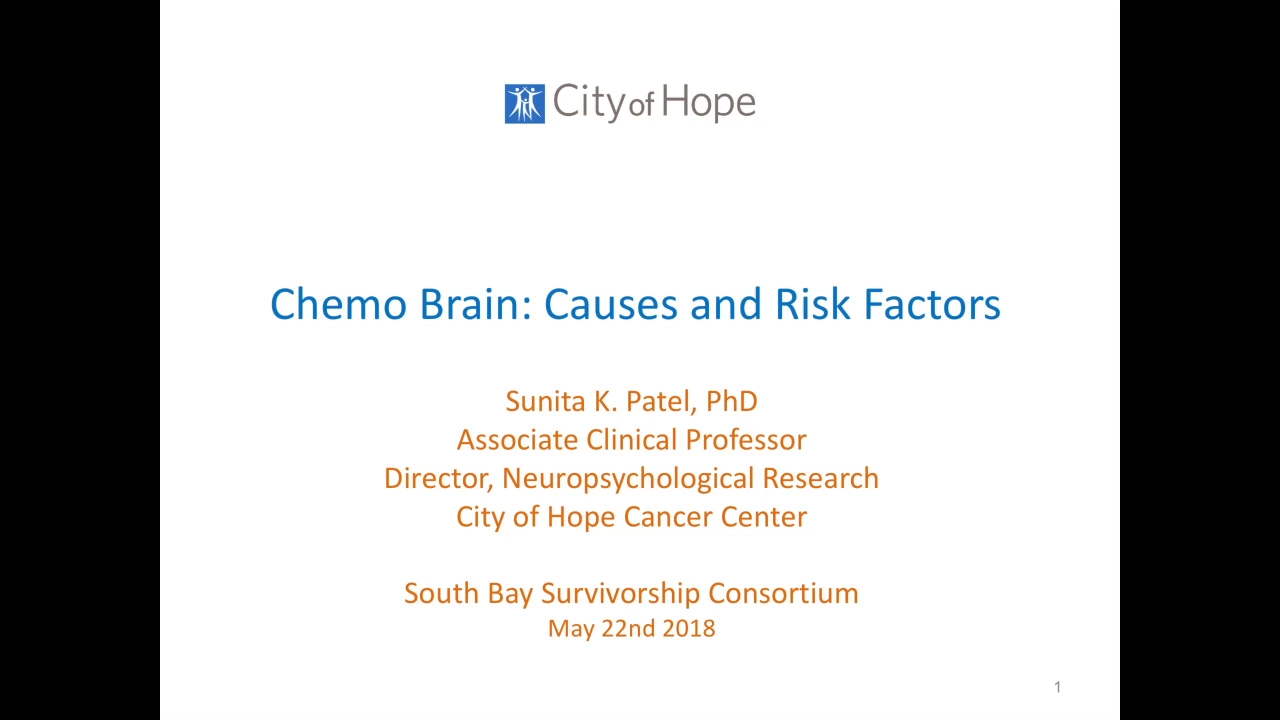 City of Hope
Chemo Brain: Causes and Risk Factors
Sunita K. Patel, PhD
Associate Clinical Professor
Director, Neuropsychological Research
City of Hope Cancer Center
South Bay Survivorship Consortium
May 22nd 2018
1